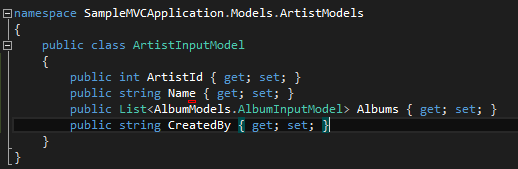 namespace SampleMVCApplication.Models.ArtistModels
{
public class ArtistInputModel
{
public int ArtistId { get; set; }
public string Name { get; set; }
public List<AlbumModels.AlbumInputModel> Albums { get; set; }
public string CreatedBy { get; set; }
}
}